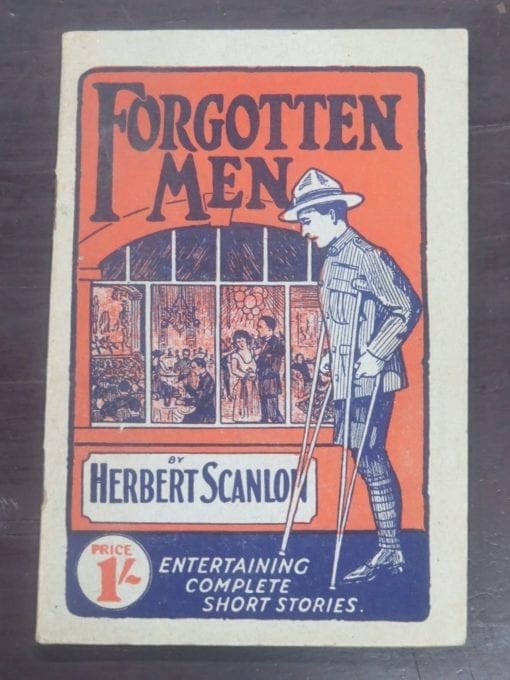 FORGOTTEN
MEN
BY
HERBERT SCANLON
PRICE
1/-
ENTERTAINING
COMPLETE
SHORT STORIES.